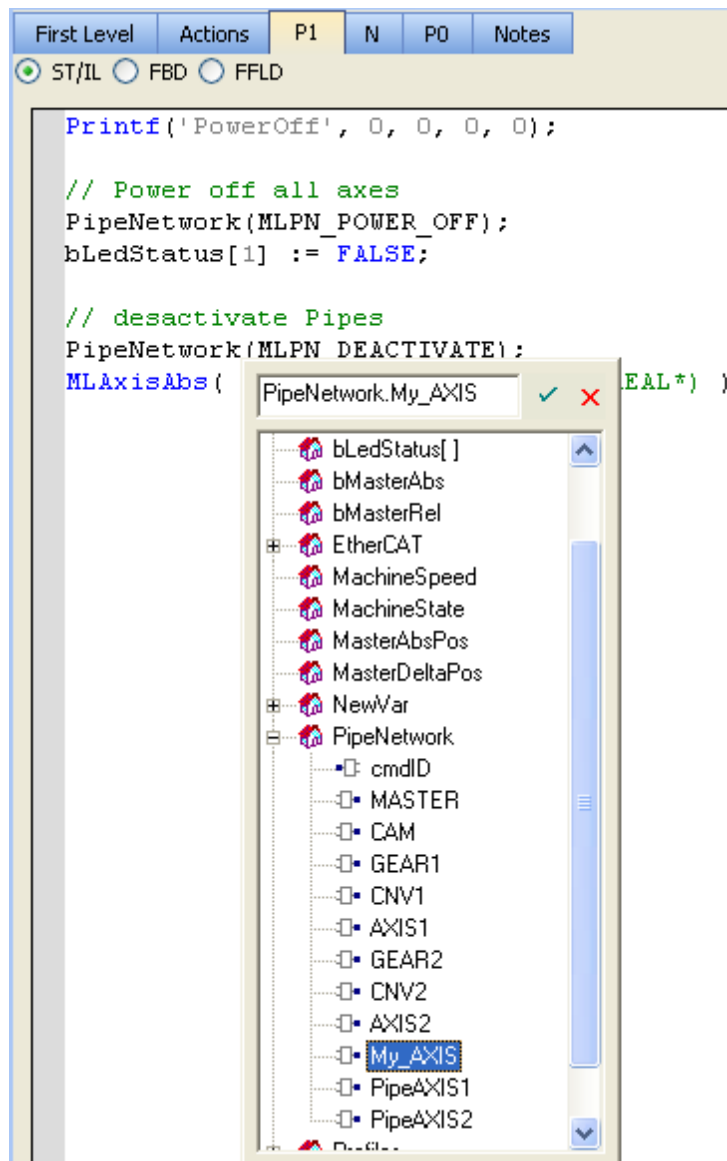 First Level Actions P1 N P0 Notes
ST/IL FBD FFLD
Printf('PowerOff', 0, 0, 0, 0);
// Power off all axes
PipeNetwork(MLPN_POWER_OFF);
bLedStatus[1] := FALSE;
// desactivate Pipes
PipeNetwork(MLPN_DEACTIVATE);
MLAxisAbs( EAL*) )
PipeNetwork.My_AXIS
bLedStatus[ ]
bMasterAbs
bMasterRel
EtherCAT
MachineSpeed
MachineState
MasterAbsPos
MasterDeltaPos
NewVar
PipeNetwork
cmdID
MASTER
CAM
GEAR1
CNV1
AXIS1
GEAR2
CNV2
AXIS2
My_AXIS
PipeAXIS1
PipeAXIS2